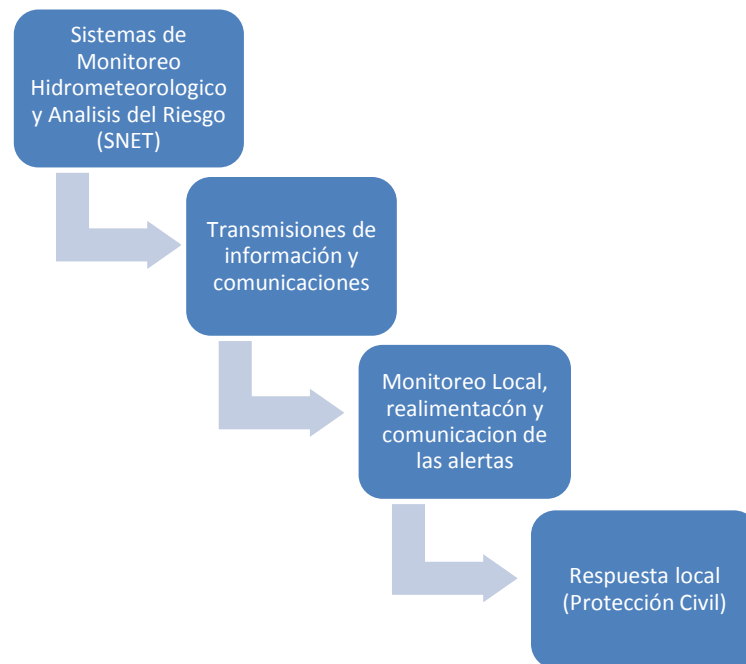 Sistemas de
Monitoreo
Hidrometeorologico
y Analisis del Riesgo
(SNET)
Transmisiones de
información y
comunicaciones
Monitoreo Local,
realimentacón y
comunicacion de
las alertas
Respuesta local
(Protección Civil)